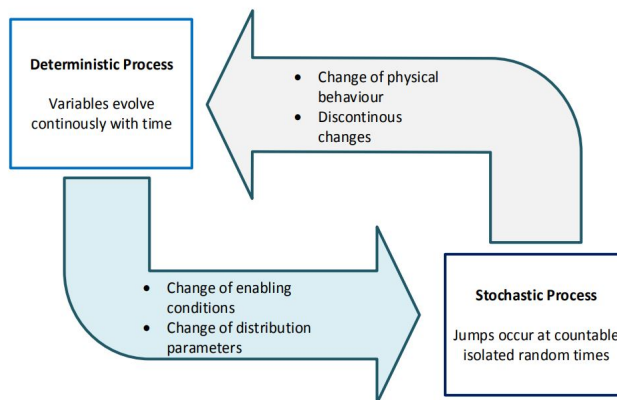 Deterministic Process
Variables evolve
continously with time
• Change of physical
behaviour
• Discontinous
changes
• Change of enabling
conditions
• Change of distribution
parameters
Stochastic Process
Jumps occur at countable
isolated random times